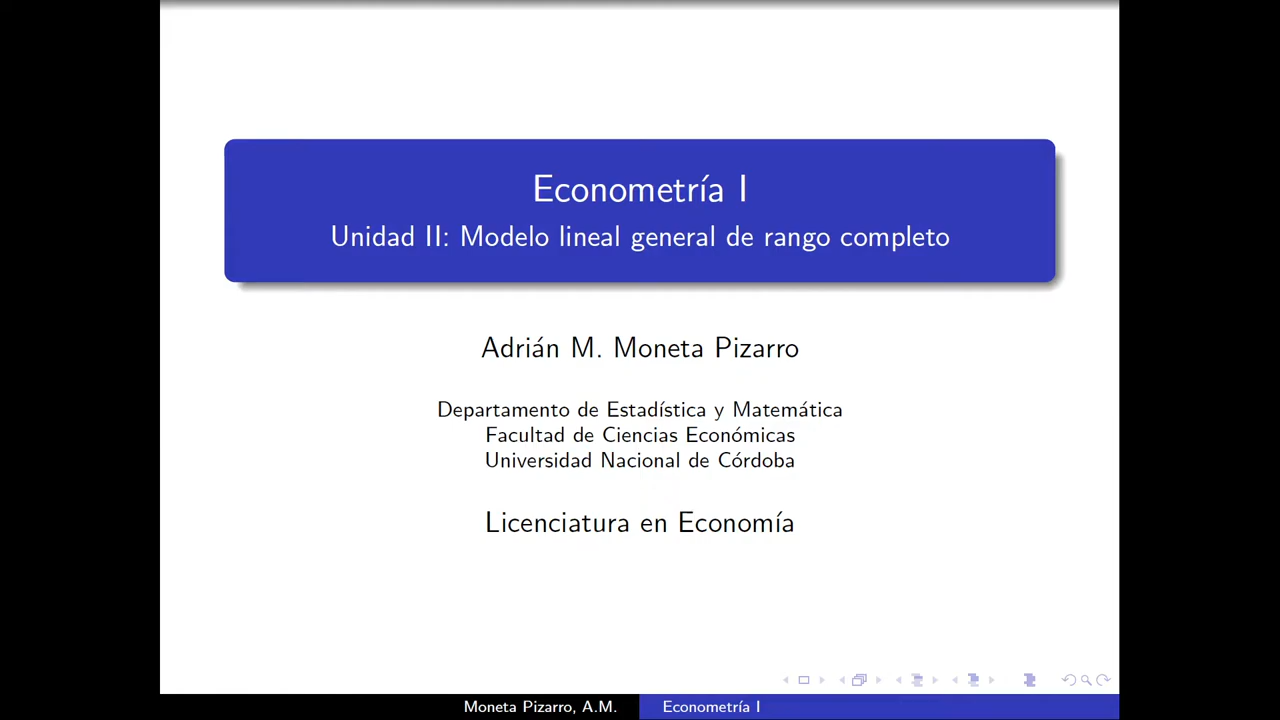 Econometría I
Unidad II: Modelo lineal general de rango completo
Adrián M. Moneta Pizarro
Departamento de Estadística y Matemática
Facultad de Ciencias Económicas
Universidad Nacional de Córdoba
Licenciatura en Economía
Moneta Pizarro, A.M.
Econometría I